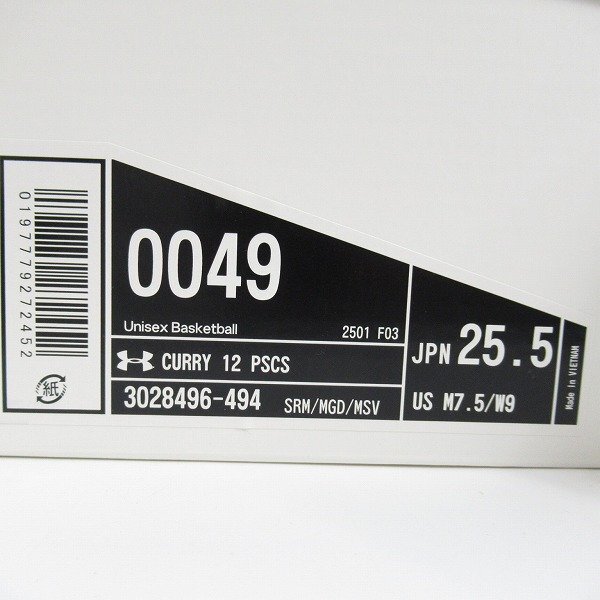 0197779272452
紙
0049
Unisex Basketball
2501 F03
CURRY 12 PSCS
3028496-494
SRM/MGD/MSV
JPN 25.5
US M7.5/W9
Made in VIETNAM